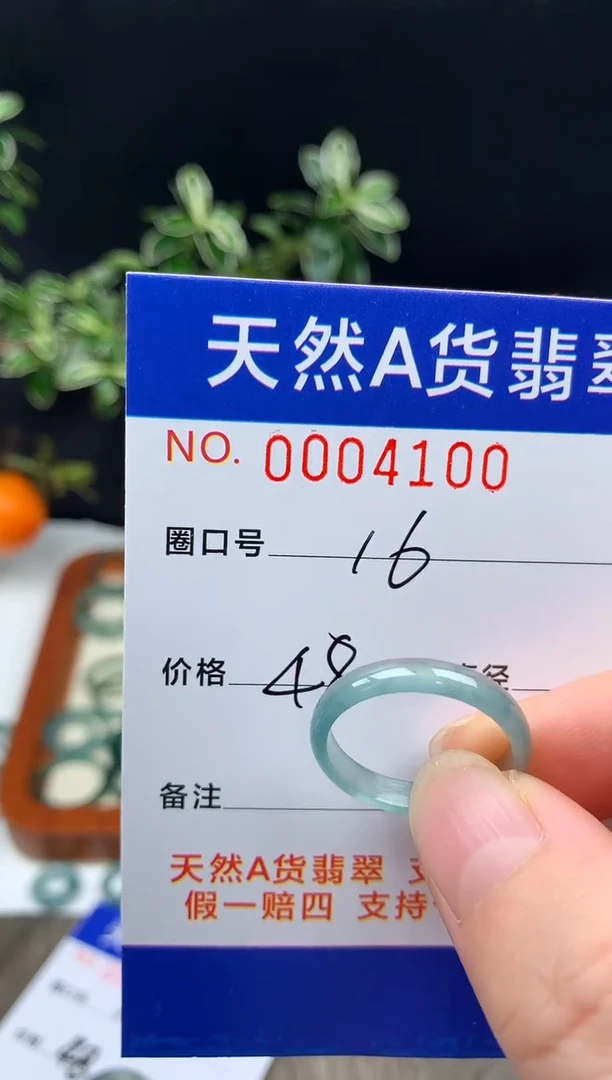 天然A货翡翠
NO. 0004100
圈口号 16
价格 48
备注
天然A货翡翠
假一赔四 支持